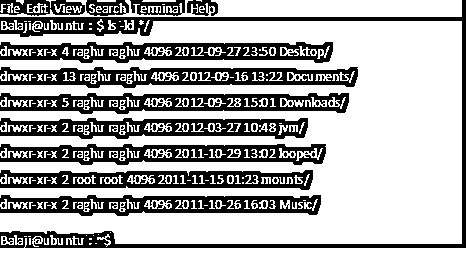 File Edit View Search Terminal Help
Balaji@ubuntu : $ ls -ld */
drwxr-xr-x 4 raghu raghu 4096 2012-09-27 23:50 Desktop/
drwxr-xr-x 13 raghu raghu 4096 2012-09-16 13:22 Documents/
drwxr-xr-x 5 raghu raghu 4096 2012-09-28 15:01 Downloads/
drwxr-xr-x 2 raghu raghu 4096 2012-03-27 10:48 jvm/
drwxr-xr-x 2 raghu raghu 4096 2011-10-29 13:02 looped/
drwxr-xr-x 2 root root 4096 2011-11-15 01:23 mounts/
drwxr-xr-x 2 raghu raghu 4096 2011-10-26 16:03 Music/
Balaji@ubuntu : ~$